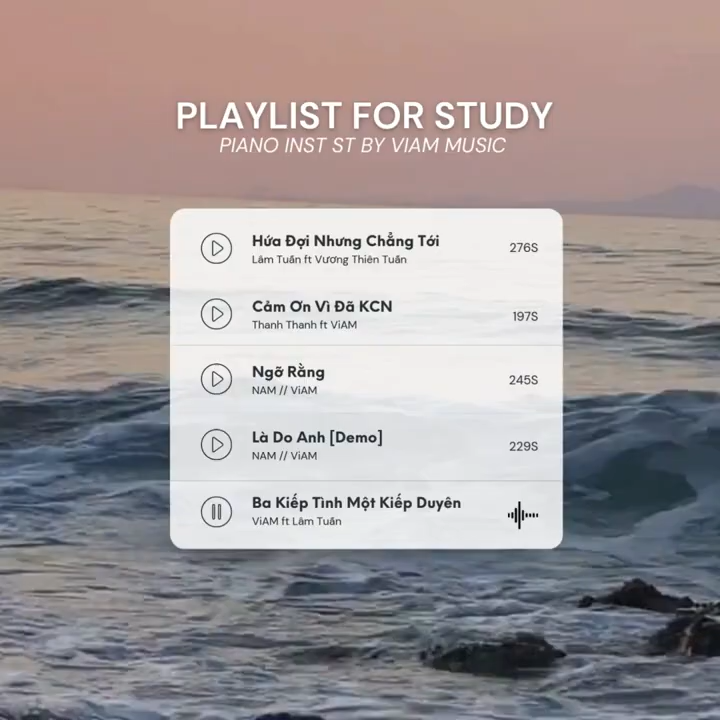 PLAYLIST FOR STUDY
PIANO INST ST BY VIAM MUSIC
Hứa Đợi Nhưng Chẳng Tới
Lâm Tuấn ft Vương Thiên Tuấn
276S
Cảm Ơn Vì Đã KCN
Thanh Thanh ft ViAM
197S
Ngỡ Rằng
NAM // ViAM
245S
Là Do Anh [Demo]
NAM // ViAM
229S
Ba Kiếp Tình Một Kiếp Duyên
ViAM ft Lâm Tuấn